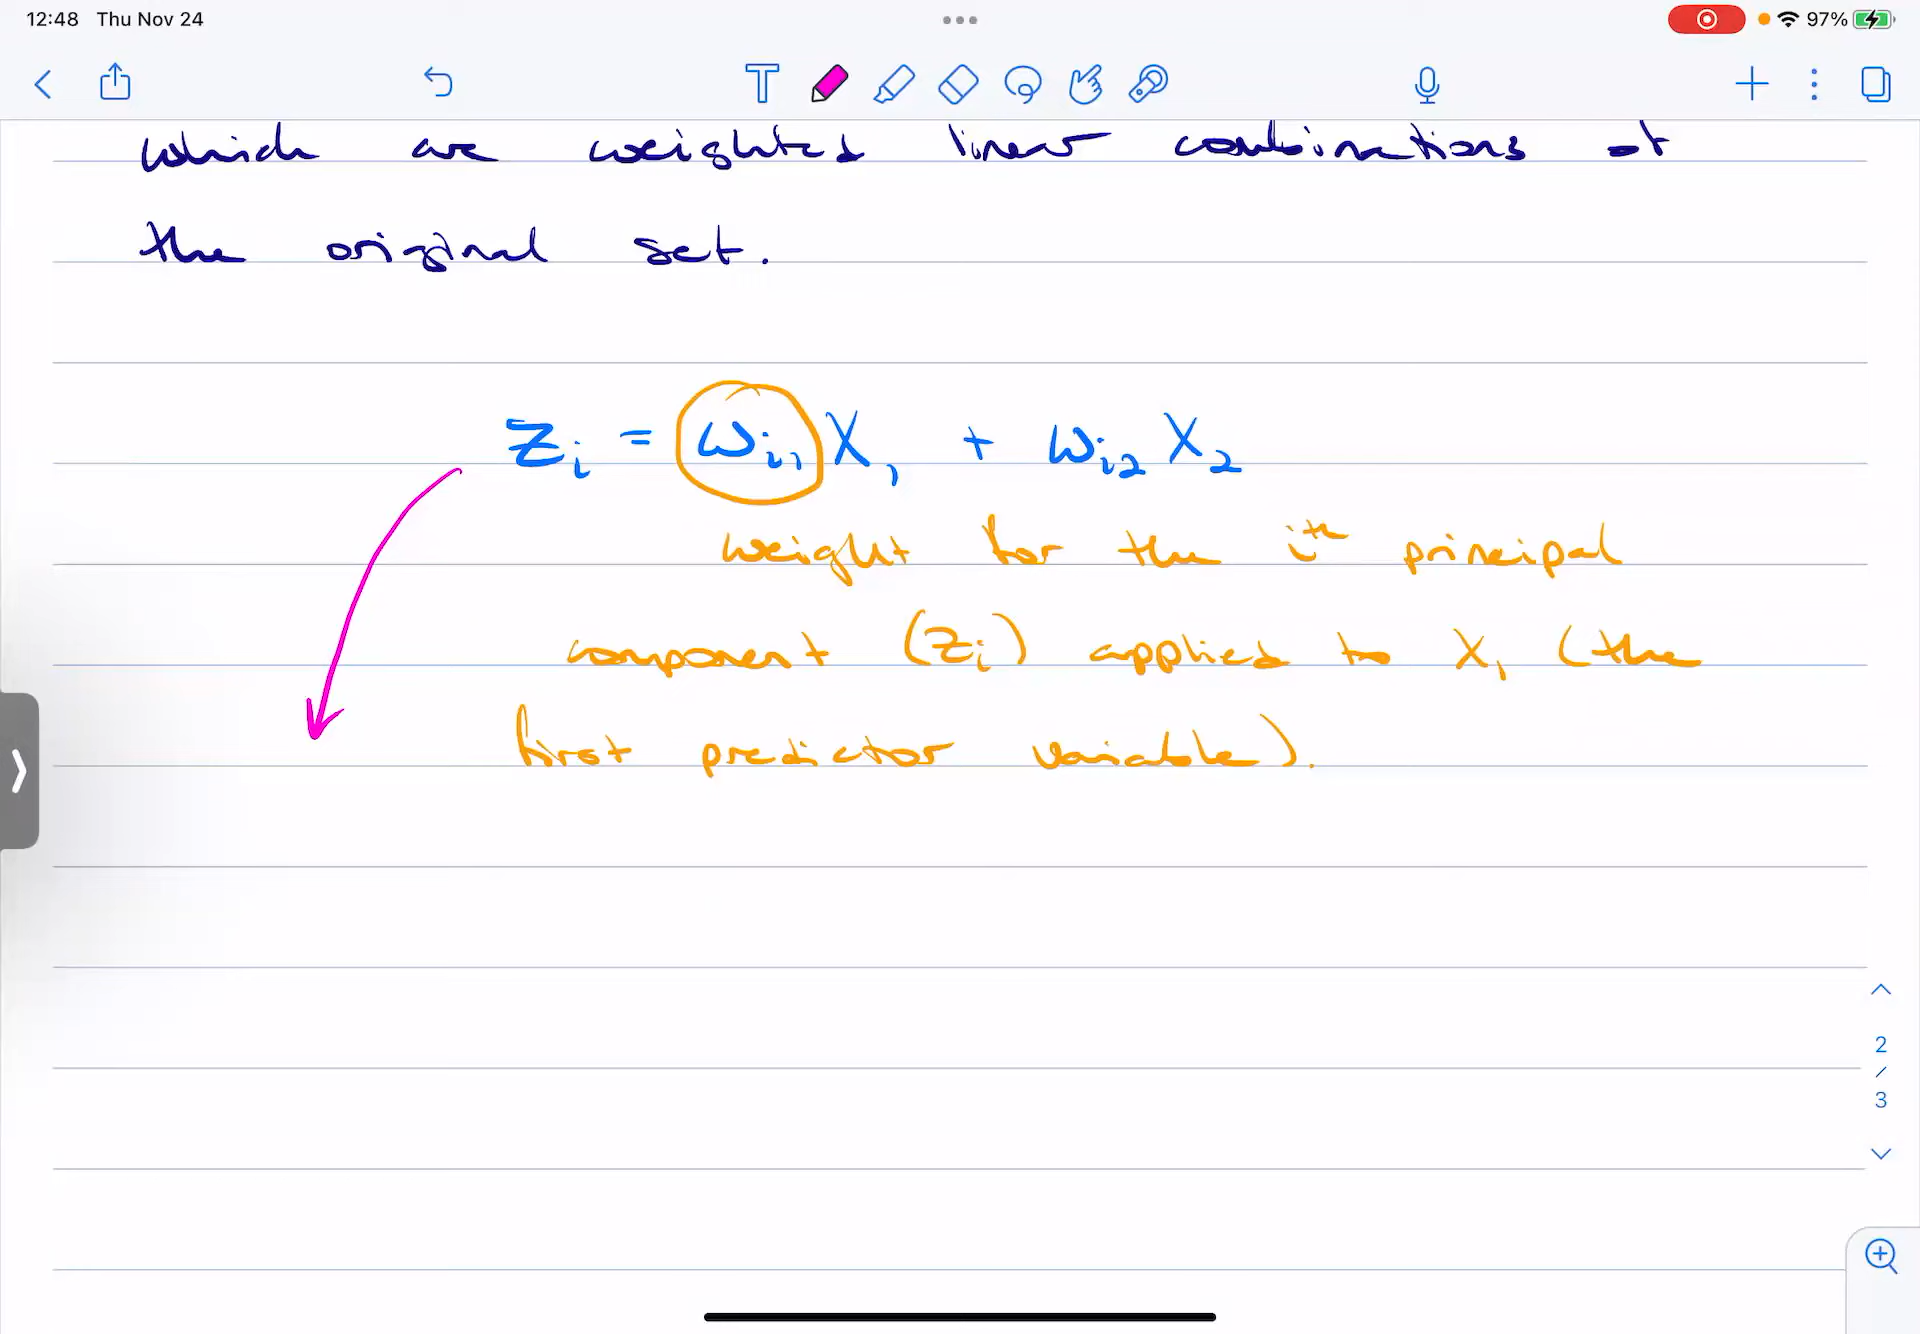 12:48 Thu Nov 24
97%
which are weighted linear combinations of
the original set.
Zi = wi1 X1 + wi2 X2
weight for the ith principal
component (Zi) applied to X1 (the
first predictor variable).
2
/
3